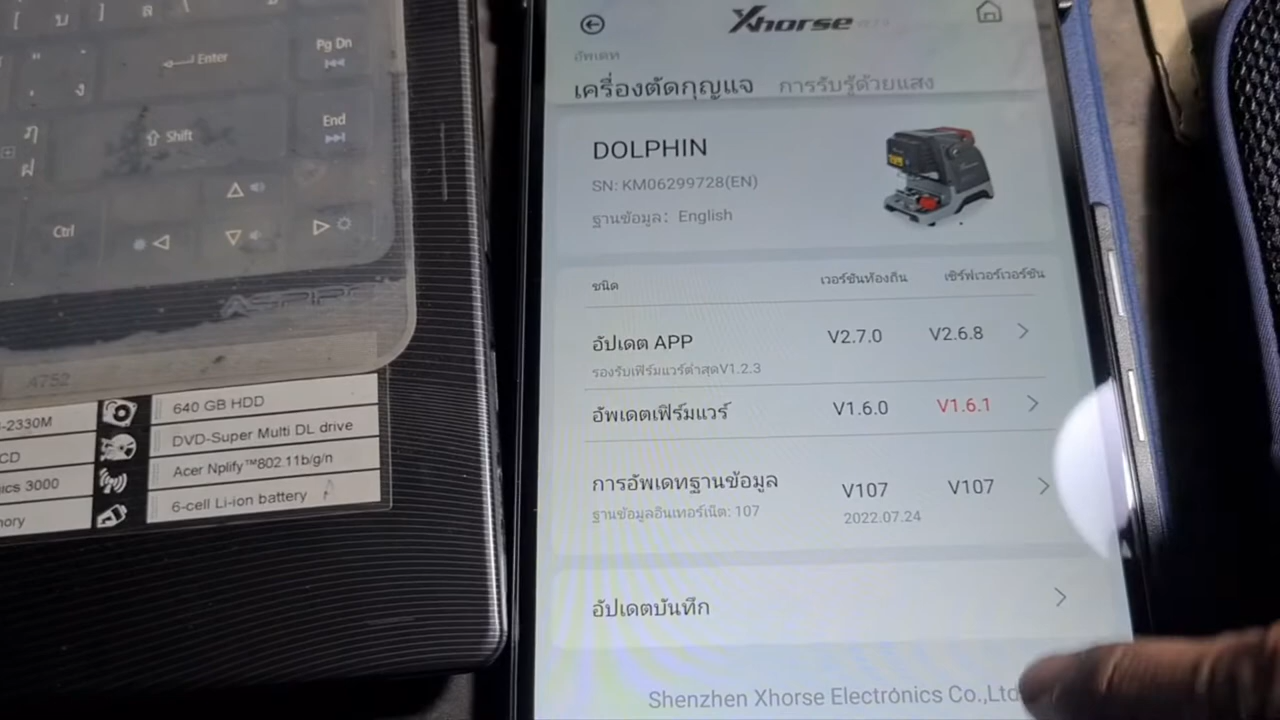 Pg Dn
Enter
End
Shift
Ctrl
ASPIRE
A752
-2330M
640 GB HDD
CD
DVD-Super Multi DL drive
ics 3000
Acer Nplify™802.11b/g/n
nory
6-cell Li-ion battery
Xhorse
อัพเดท
เครื่องตัดกุญแจ การรับรู้ด้วยแสง
DOLPHIN
SN: KM06299728(EN)
ฐานข้อมูล: English
ชนิด เวอร์ชันท้องถิ่น เซิร์ฟเวอร์เวอร์ชัน
อัปเดต APP V2.7.0 V2.6.8
รองรับเฟิร์มแวร์ต่ำสุดV1.2.3
อัพเดตเฟิร์มแวร์ V1.6.0 V1.6.1
การอัพเดทฐานข้อมูล V107 V107
ฐานข้อมูลอินเทอร์เน็ต: 107 2022.07.24
อัปเดตบันทึก
Shenzhen Xhorse Electronics Co.,Ltd